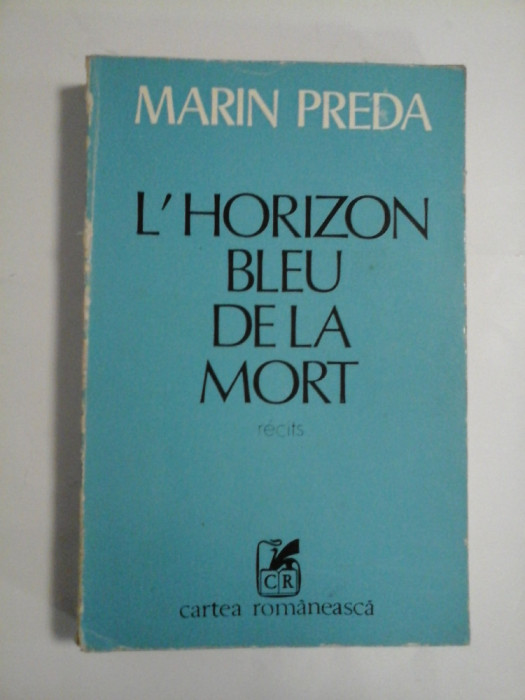 MARIN PREDA
L'HORIZON
BLEU
DE LA
MORT
récits
CR
cartea românească